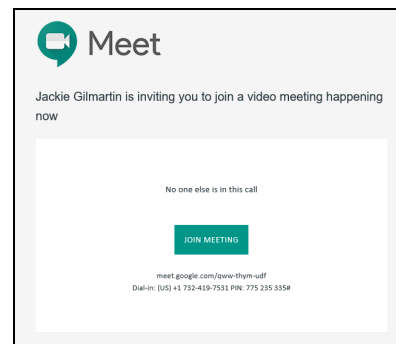 Meet
Jackie Gilmartin is inviting you to join a video meeting happening
now
No one else is in this call
JOIN MEETING
meet.google.com/qww-thym-udf
Dial-in: (US) +1 732-419-7531 PIN: 775 235 335#